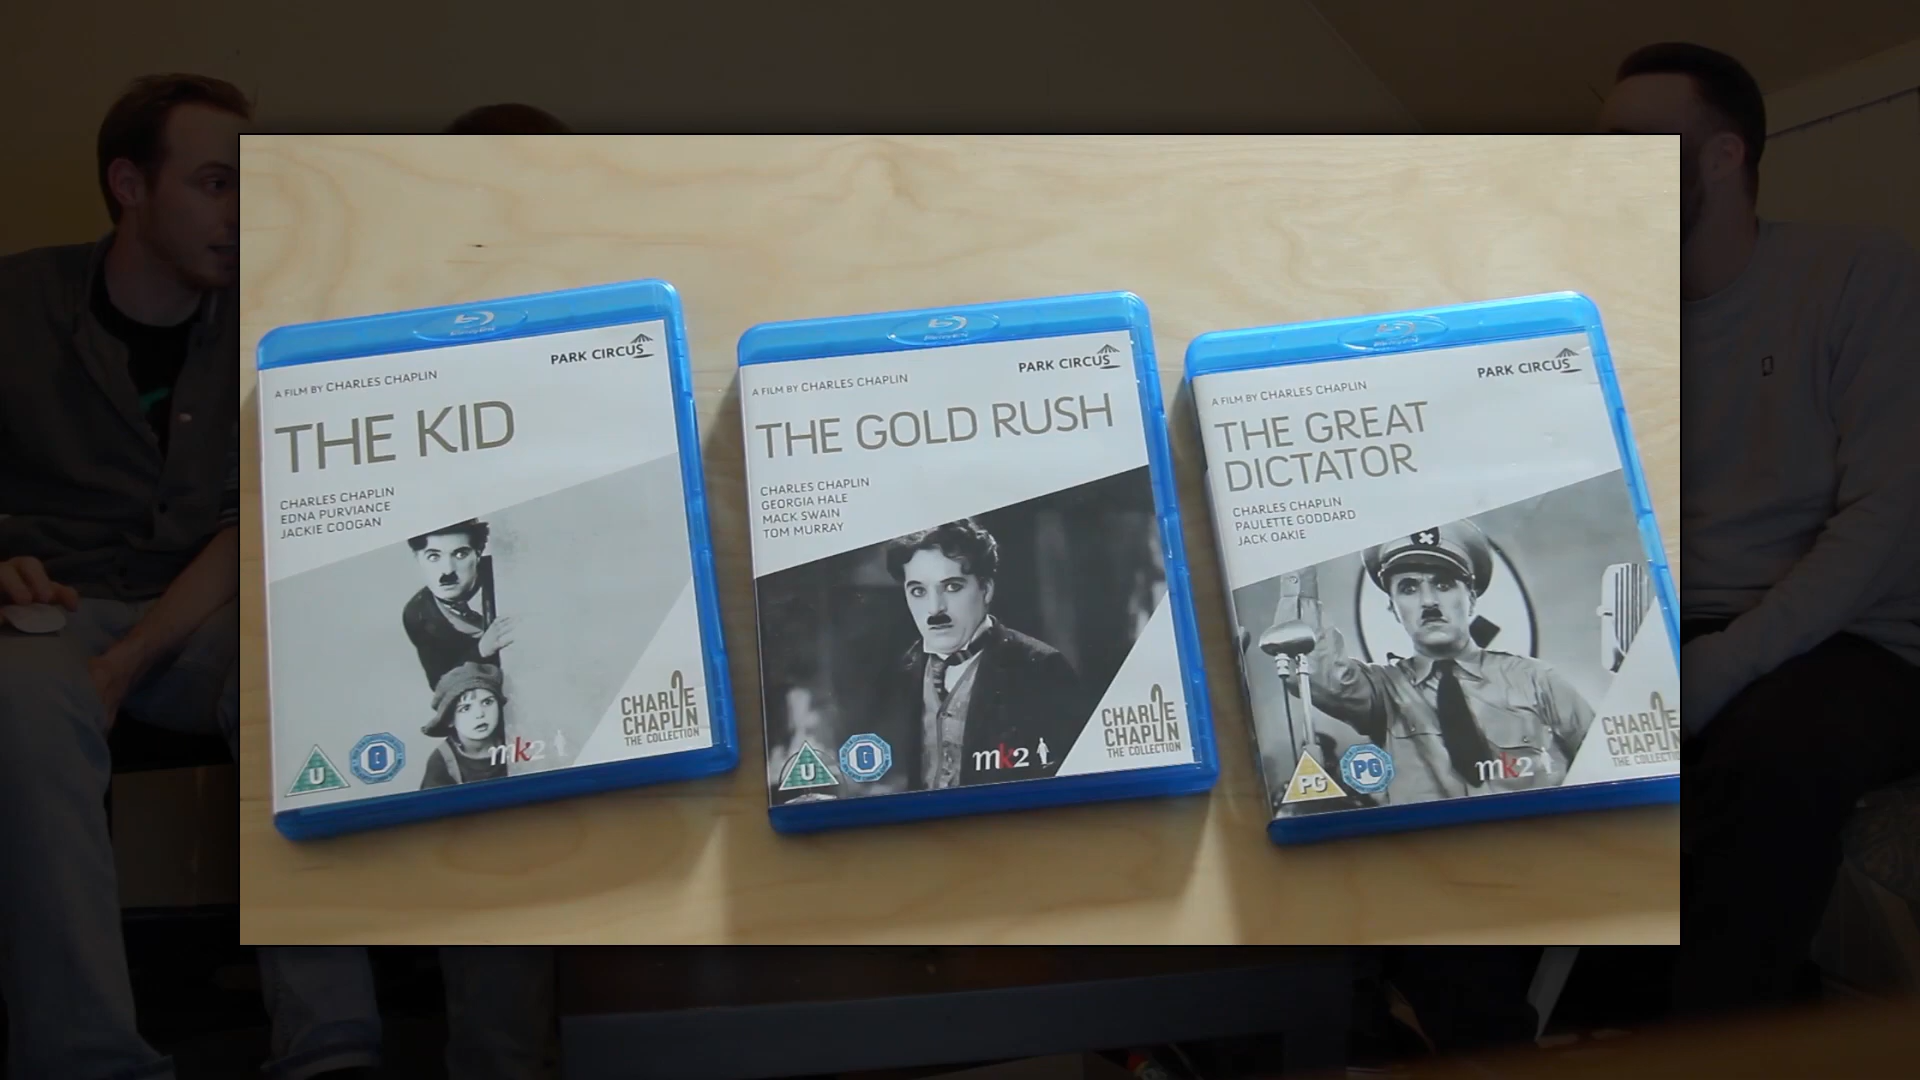 Blu-ray Disc
PARK CIRCUS
A FILM BY CHARLES CHAPLIN
THE KID
CHARLES CHAPLIN
EDNA PURVIANCE
JACKIE COOGAN
CHARLIE
CHAPLIN
THE COLLECTION
U
U
mk2
PARK CIRCUS
A FILM BY CHARLES CHAPLIN
THE GOLD RUSH
CHARLES CHAPLIN
GEORGIA HALE
MACK SWAIN
TOM MURRAY
CHARLIE
CHAPLIN
THE COLLECTION
U
mk2
PARK CIRCUS
A FILM BY CHARLES CHAPLIN
THE GREAT
DICTATOR
CHARLES CHAPLIN
PAULETTE GODDARD
JACK OAKIE
CHARLIE
CHAPLIN
THE COLLECTION
PG
PG
mk2